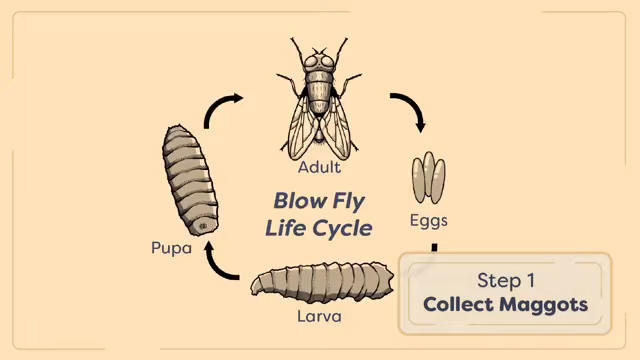 Adult
Blow Fly
Life Cycle
Eggs
Pupa
Larva
Step 1
Collect Maggots